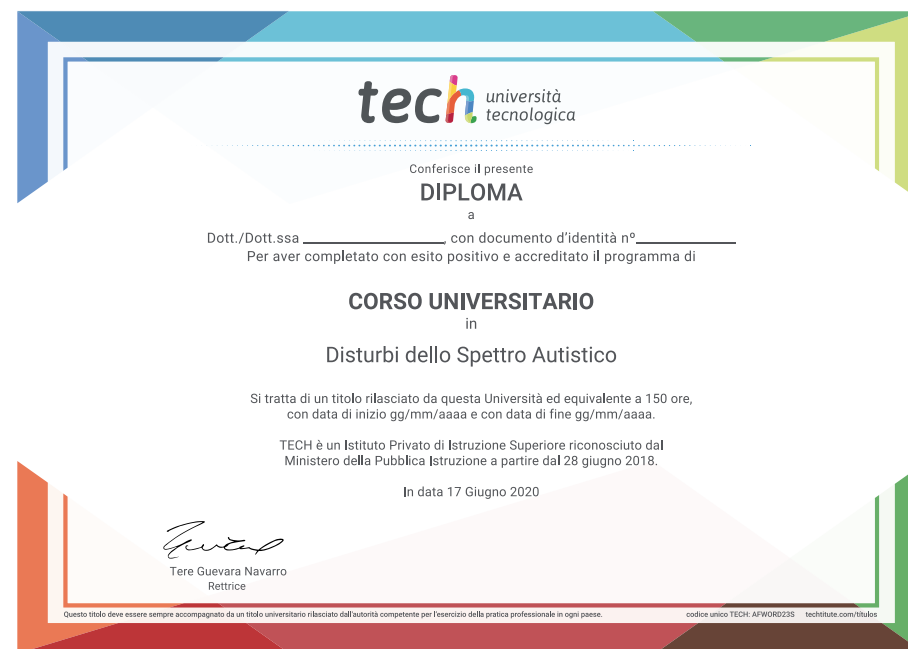 tech università
tecnologica
Conferisce il presente
DIPLOMA
a
Dott./Dott.ssa ____________, con documento d'identità nº____________
Per aver completato con esito positivo e accreditato il programma di
CORSO UNIVERSITARIO
in
Disturbi dello Spettro Autistico
Si tratta di un titolo rilasciato da questa Università ed equivalente a 150 ore,
con data di inizio gg/mm/aaaa e con data di fine gg/mm/aaaa.
TECH è un Istituto Privato di Istruzione Superiore riconosciuto dal
Ministero della Pubblica Istruzione a partire dal 28 giugno 2018.
In data 17 Giugno 2020
Tere Guevara Navarro
Rettrice
Questo titolo deve essere sempre accompagnato da un titolo universitario rilasciato dall'autorità competente per l'esercizio della pratica professionale in ogni paese. codice unico TECH: AFWORD23S techtitute.com/títulos